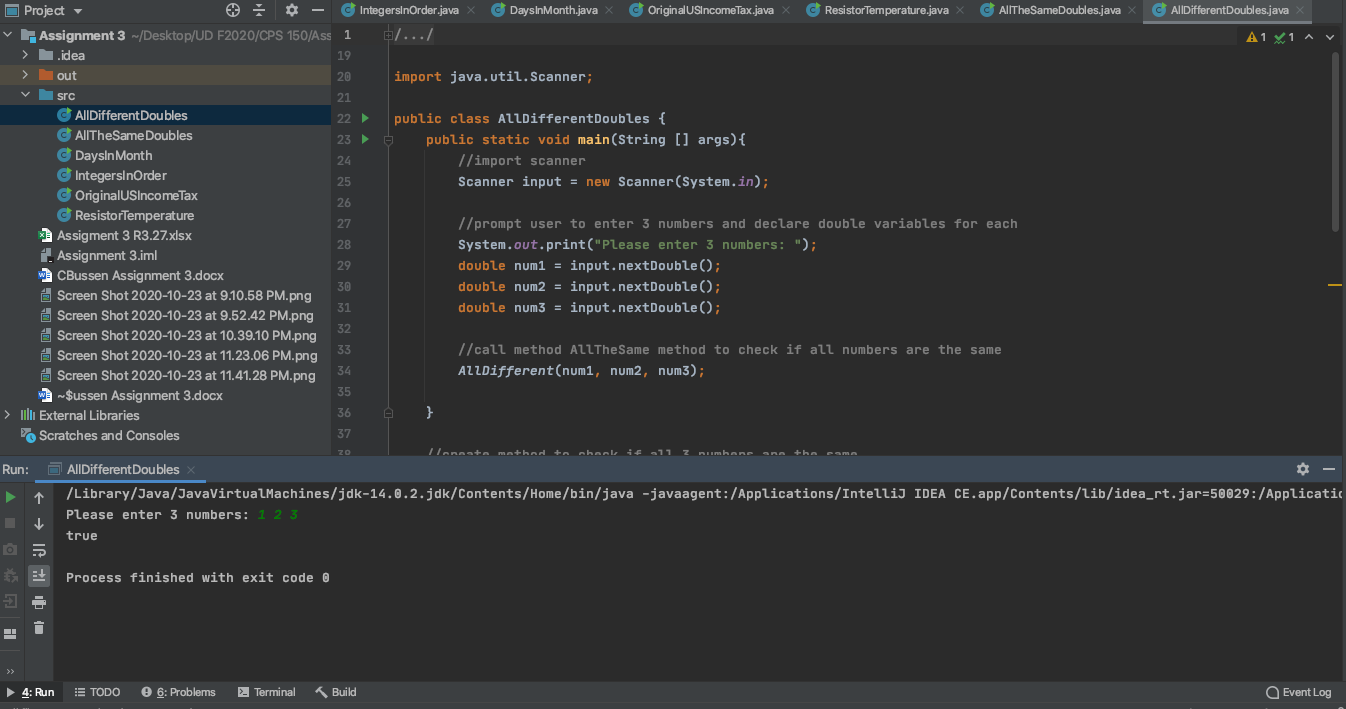 Project
IntegersInOrder.java
DaysInMonth.java
OriginalUSIncomeTax.java
ResistorTemperature.java
AllTheSameDoubles.java
AllDifferentDoubles.java
Assignment 3 ~/Desktop/UD F2020/CPS 150/Ass
.idea
out
src
AllDifferentDoubles
AllTheSameDoubles
DaysInMonth
IntegersInOrder
OriginalUSIncomeTax
ResistorTemperature
Assigment 3 R3.27.xlsx
Assignment 3.iml
CBussen Assignment 3.docx
Screen Shot 2020-10-23 at 9.10.58 PM.png
Screen Shot 2020-10-23 at 9.52.42 PM.png
Screen Shot 2020-10-23 at 10.39.10 PM.png
Screen Shot 2020-10-23 at 11.23.06 PM.png
Screen Shot 2020-10-23 at 11.41.28 PM.png
~$ussen Assignment 3.docx
External Libraries
Scratches and Consoles
1 /.../
1 1
19
20 import java.util.Scanner;
21
22 public class AllDifferentDoubles {
23 public static void main(String [] args){
24 //import scanner
25 Scanner input = new Scanner(System.in);
26
27 //prompt user to enter 3 numbers and declare double variables for each
28 System.out.print("Please enter 3 numbers: ");
29 double num1 = input.nextDouble();
30 double num2 = input.nextDouble();
31 double num3 = input.nextDouble();
32
33 //call method AllTheSame method to check if all numbers are the same
34 AllDifferent(num1, num2, num3);
35
36 }
37
38 //create method to check if all 3 numbers are the same
Run: AllDifferentDoubles
/Library/Java/JavaVirtualMachines/jdk-14.0.2.jdk/Contents/Home/bin/java -javaagent:/Applications/IntelliJ IDEA CE.app/Contents/lib/idea_rt.jar=50029:/Applicatio
Please enter 3 numbers: 1 2 3
true
Process finished with exit code 0
4: Run
TODO
6: Problems
Terminal
Build
Event Log